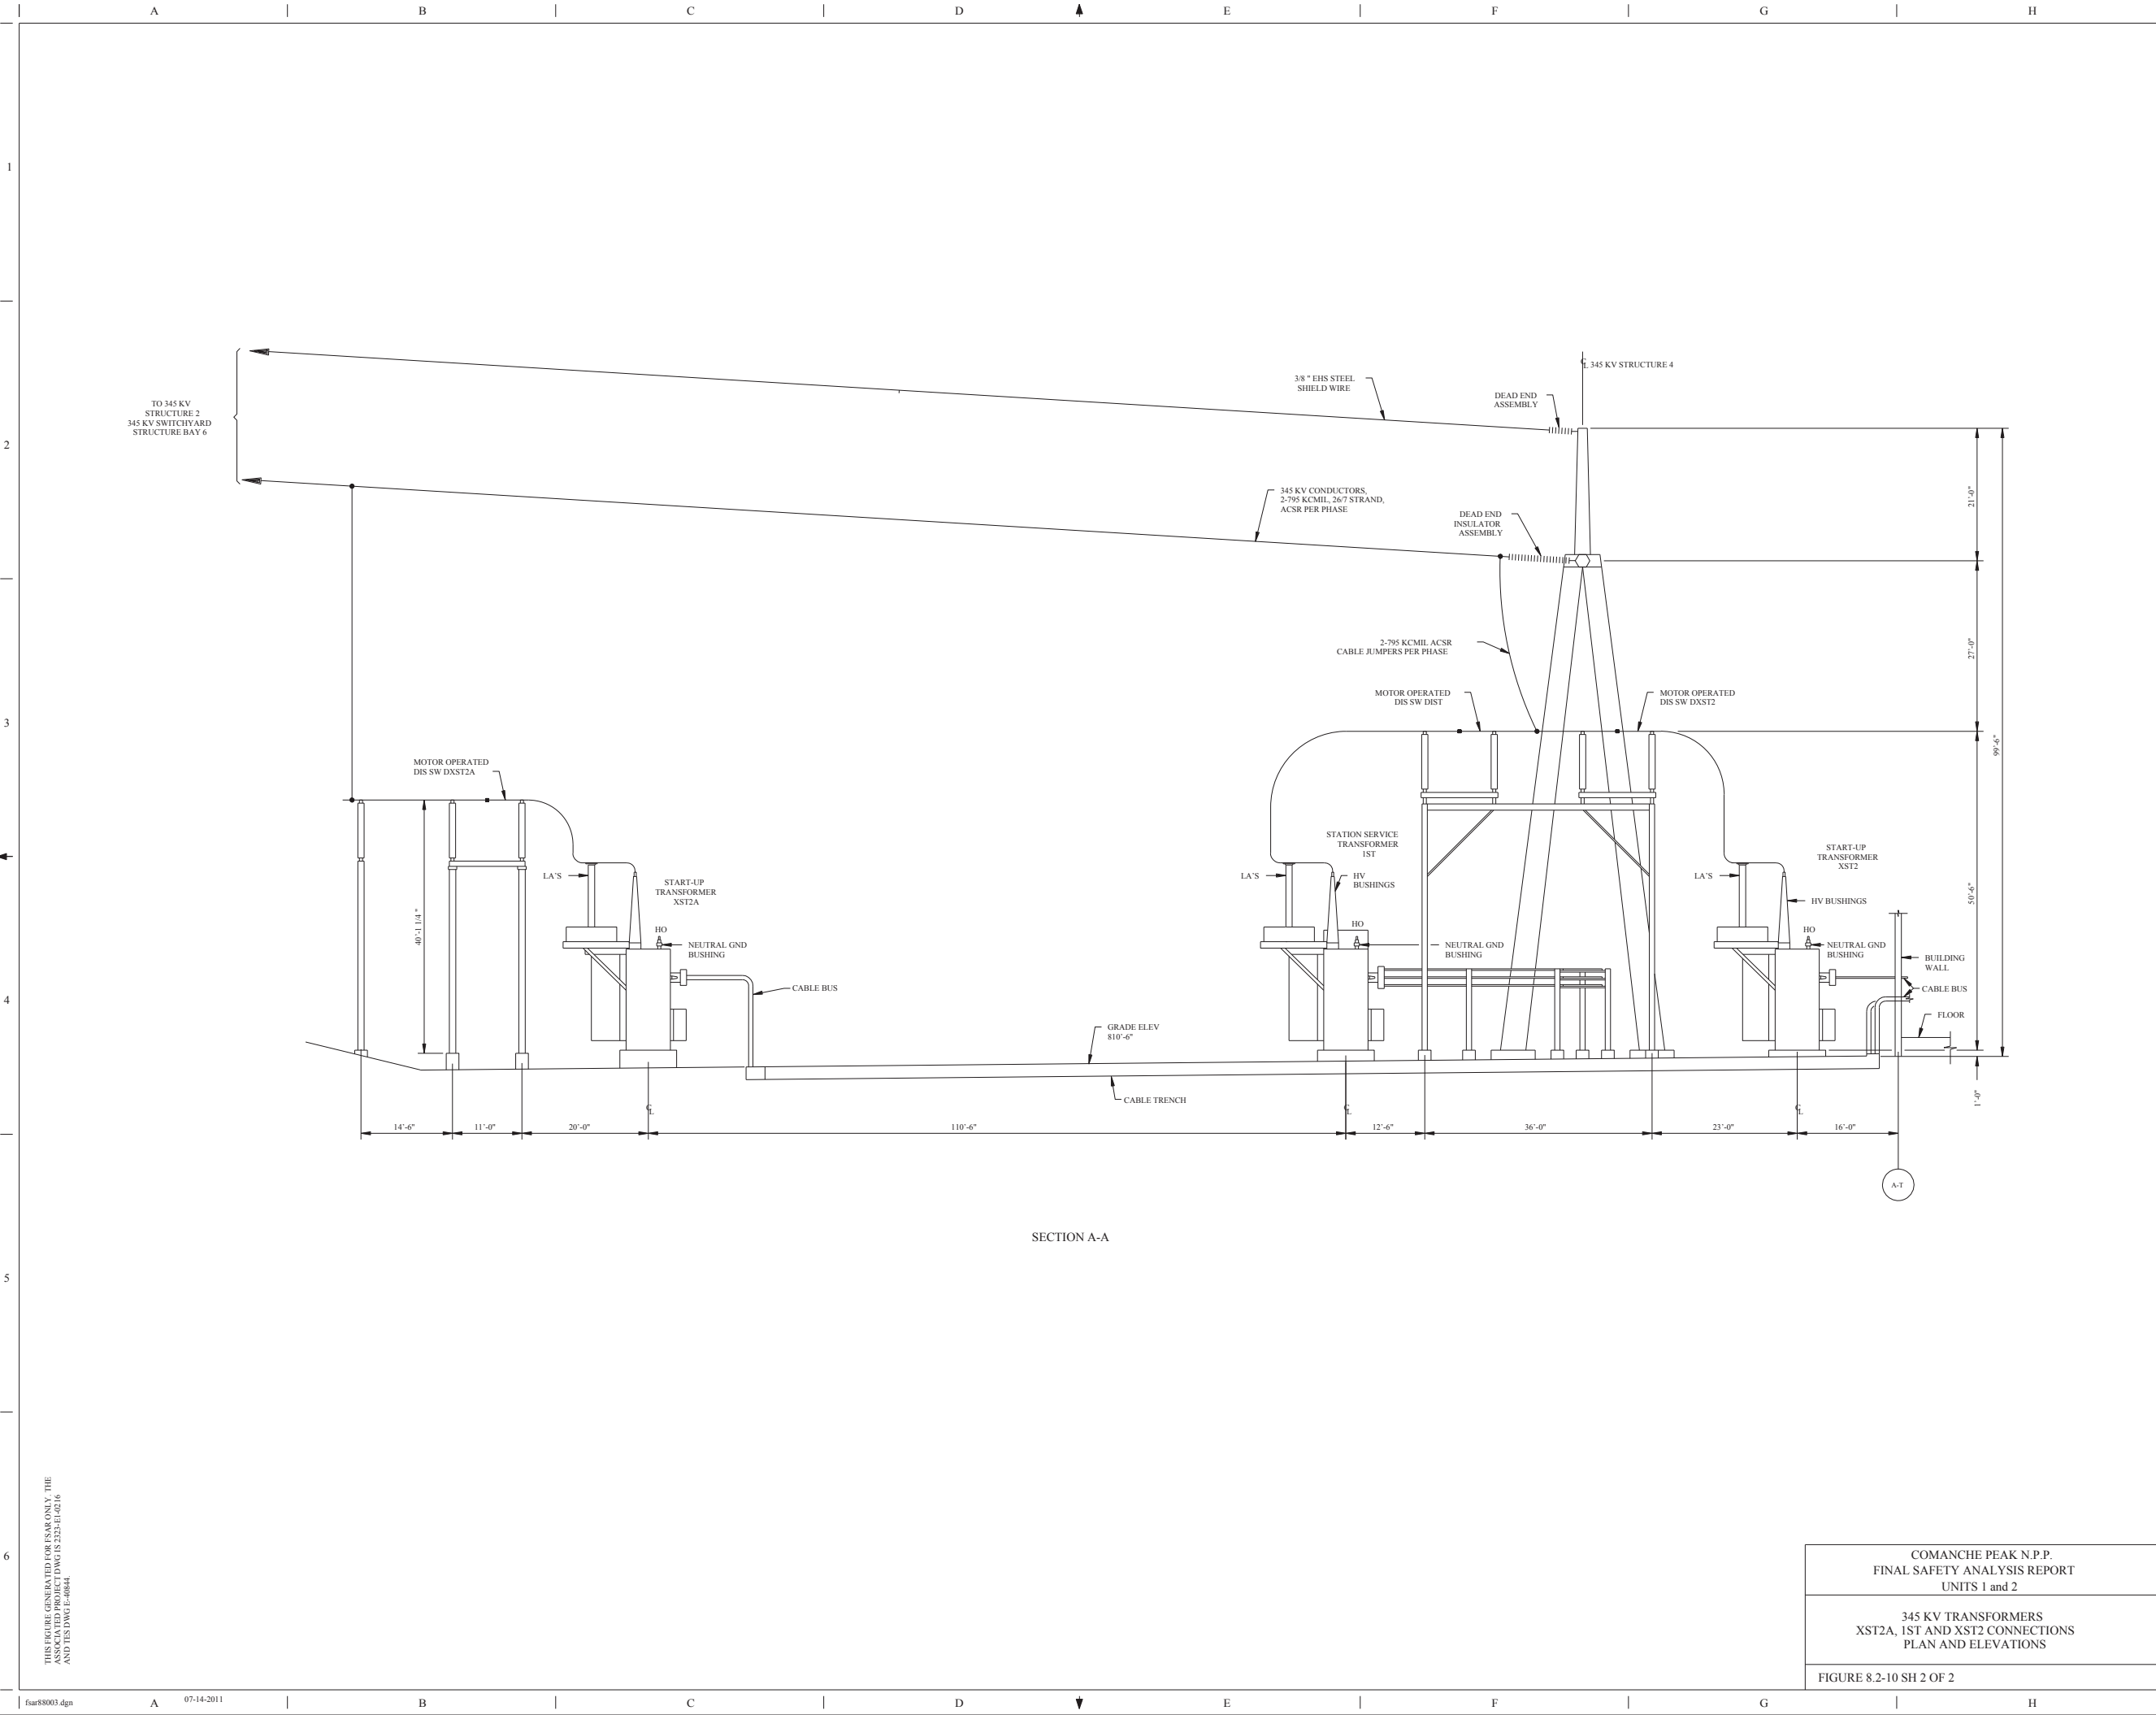 A B C D E F G H
1
2
3
4
5
6
TO 345 KV
STRUCTURE 2
345 KV SWITCHYARD
STRUCTURE BAY 6
3/8 " EHS STEEL
SHIELD WIRE
DEAD END
ASSEMBLY
℄ 345 KV STRUCTURE 4
345 KV CONDUCTORS,
2-795 KCMIL, 26/7 STRAND,
ACSR PER PHASE
DEAD END
INSULATOR
ASSEMBLY
21'-0"
27'-0"
99'-6"
50'-6"
1'-0"
2-795 KCMIL ACSR
CABLE JUMPERS PER PHASE
MOTOR OPERATED
DIS SW DIST
MOTOR OPERATED
DIS SW DXST2
MOTOR OPERATED
DIS SW DXST2A
40'-1 1/4 "
LA'S
START-UP
TRANSFORMER
XST2A
HO
NEUTRAL GND
BUSHING
CABLE BUS
STATION SERVICE
TRANSFORMER
1ST
LA'S
HV
BUSHINGS
HO
NEUTRAL GND
BUSHING
START-UP
TRANSFORMER
XST2
LA'S
HV BUSHINGS
HO
NEUTRAL GND
BUSHING
BUILDING
WALL
CABLE BUS
FLOOR
GRADE ELEV
810'-6"
CABLE TRENCH
℄
℄
℄
14'-6" 11'-0" 20'-0" 110'-6" 12'-6" 36'-0" 23'-0" 16'-0"
A-T
SECTION A-A
THIS FIGURE GENERATED FOR FSAR ONLY. THE
ASSOCIATED PROJECT DWG IS 2323-E1-0216
AND TES DWG E-40844.
COMANCHE PEAK N.P.P.
FINAL SAFETY ANALYSIS REPORT
UNITS 1 and 2
345 KV TRANSFORMERS
XST2A, 1ST AND XST2 CONNECTIONS
PLAN AND ELEVATIONS
FIGURE 8.2-10 SH 2 OF 2
fsar88003.dgn
07-14-2011
A B C D E F G H